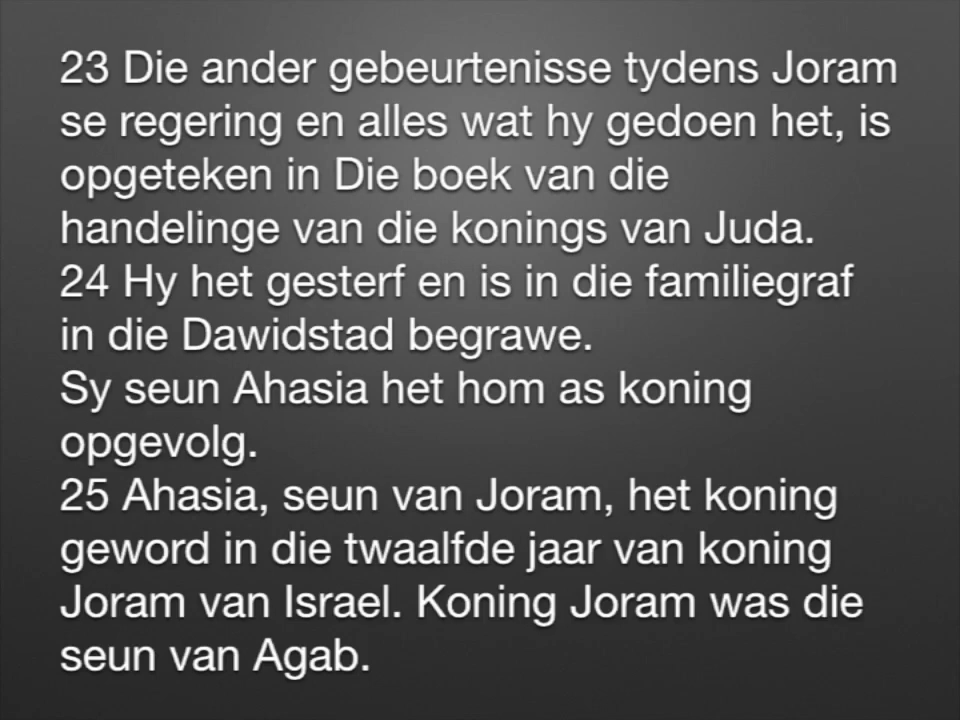 23 Die ander gebeurtenisse tydens Joram
se regering en alles wat hy gedoen het, is
opgeteken in Die boek van die
handelinge van die konings van Juda.
24 Hy het gesterf en is in die familiegraf
in die Dawidstad begrawe.
Sy seun Ahasia het hom as koning
opgevolg.
25 Ahasia, seun van Joram, het koning
geword in die twaalfde jaar van koning
Joram van Israel. Koning Joram was die
seun van Agab.